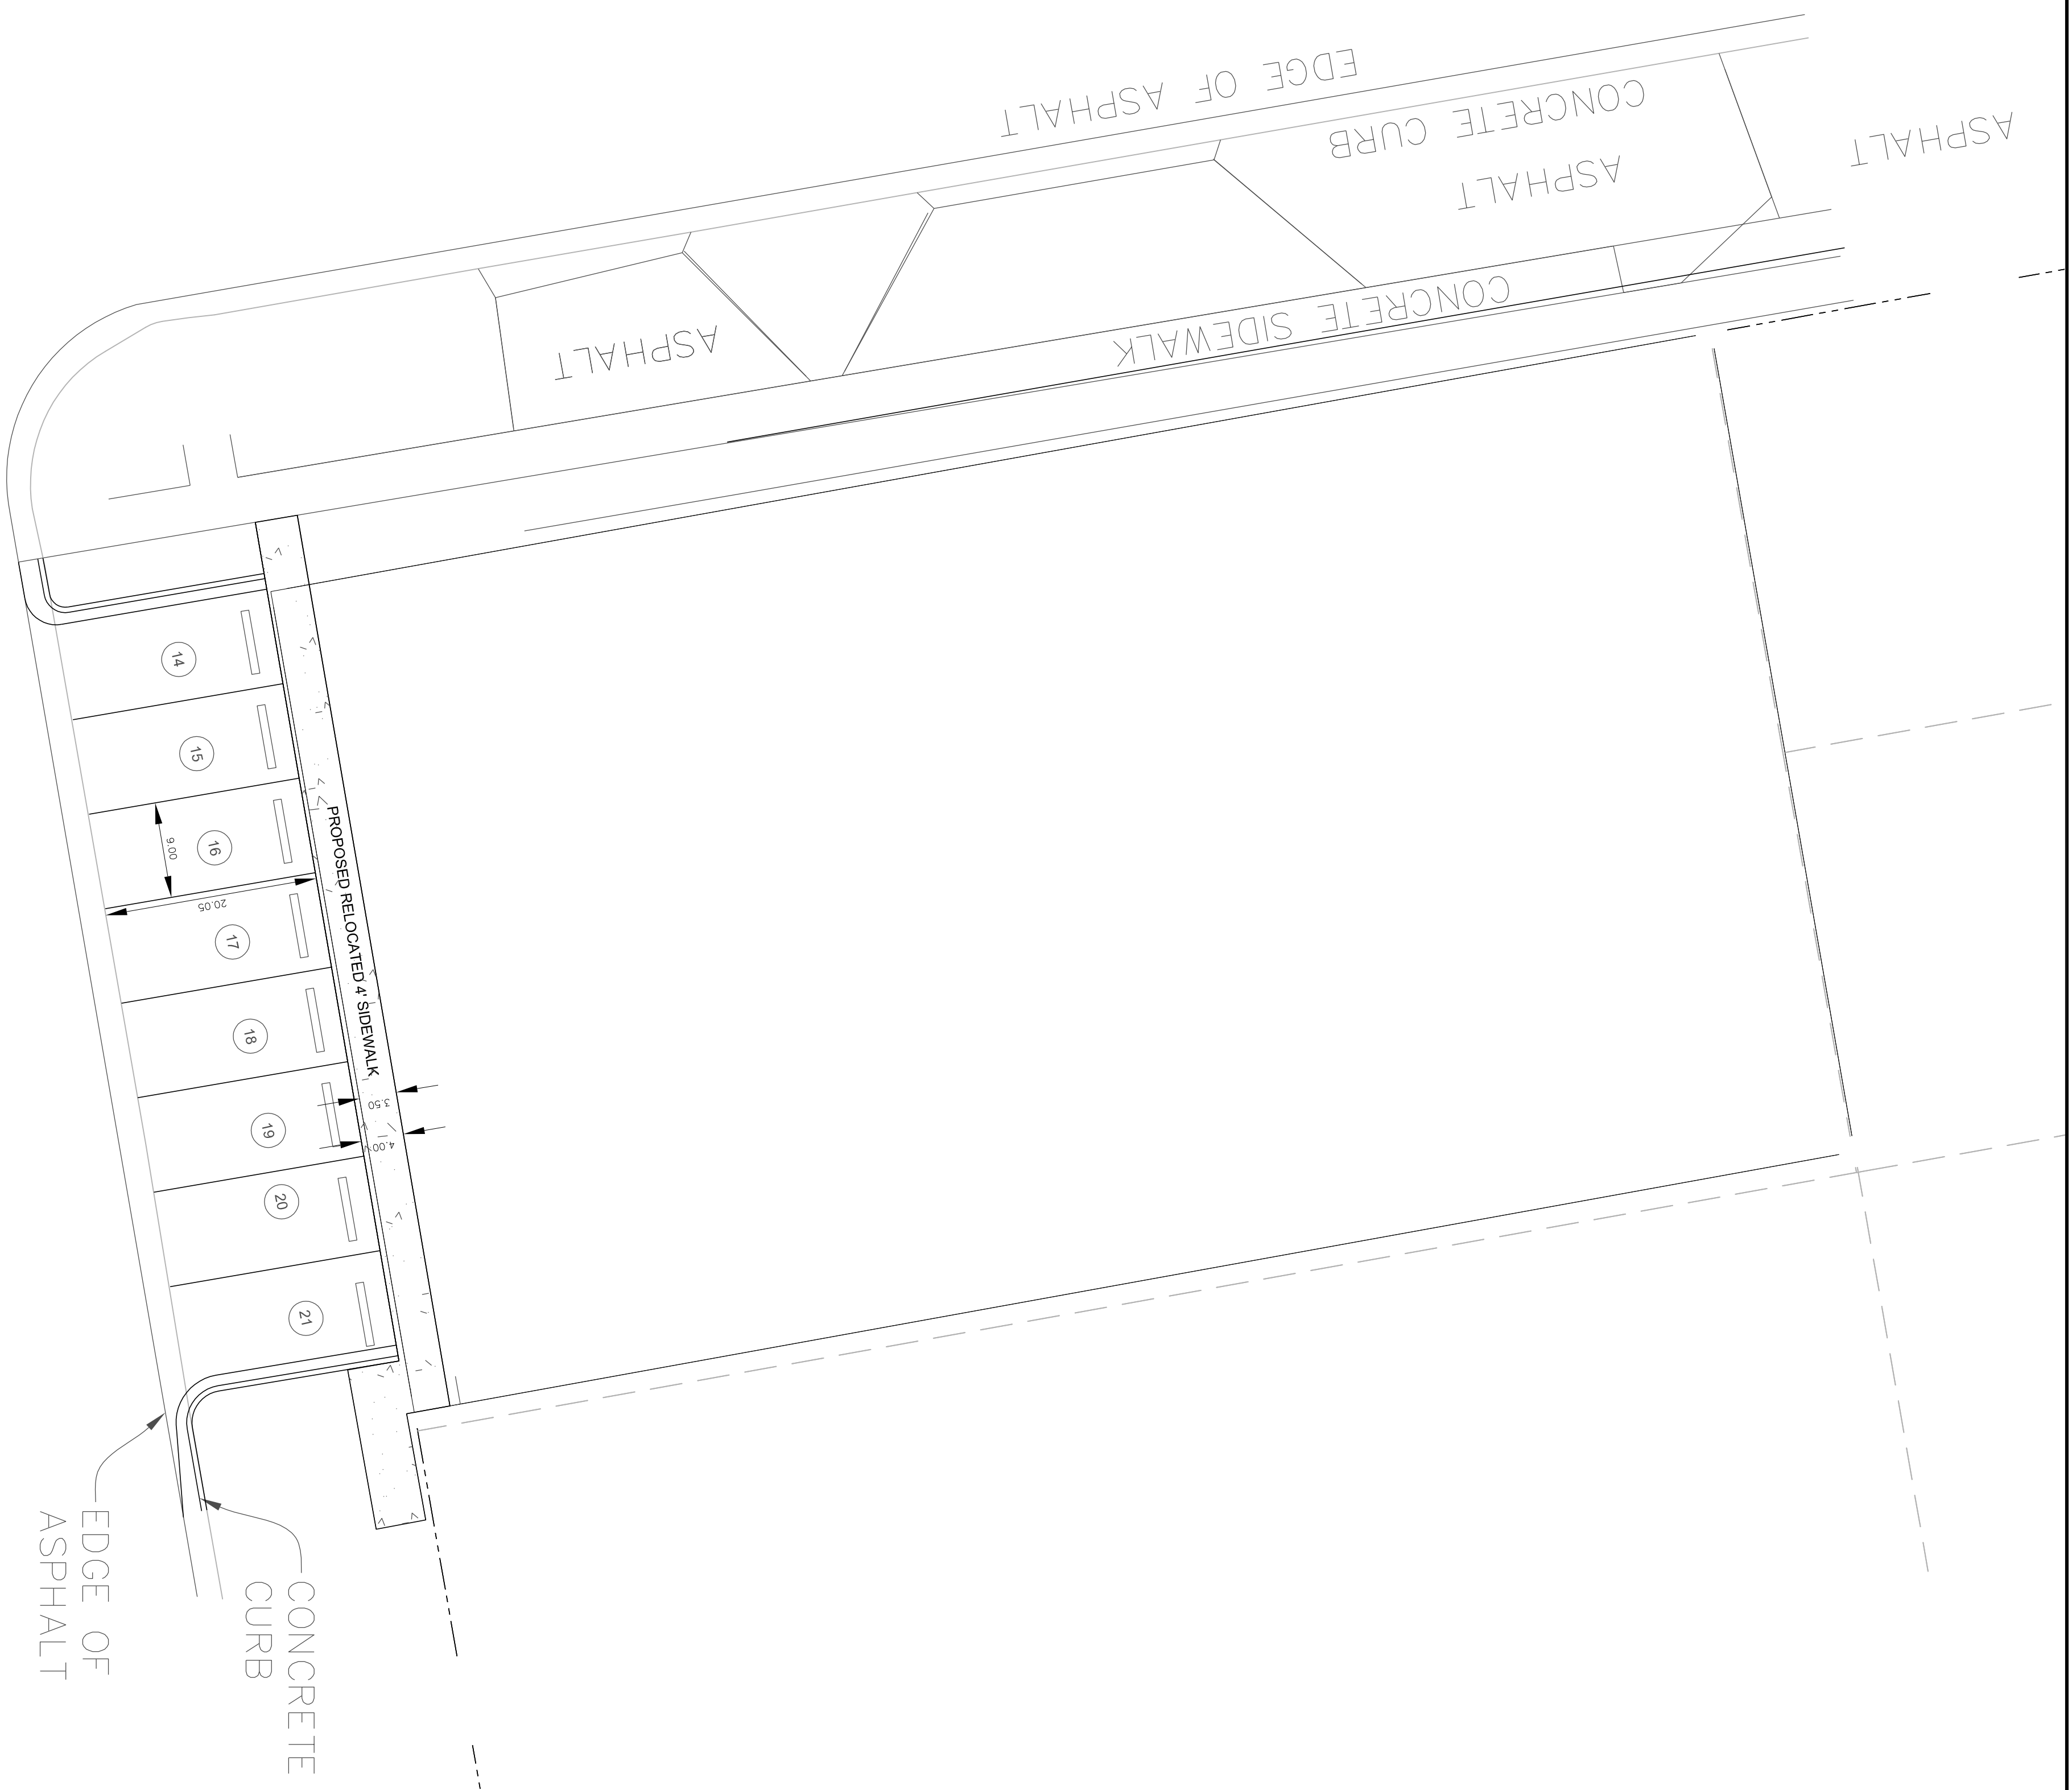 EDGE OF ASPHALT
CONCRETE CURB
ASPHALT
ASPHALT
CONCRETE SIDEWALK
ASPHALT
14
15
16
9.00
20.05
17
18
19
20
21
PROPOSED RELOCATED 4' SIDEWALK
3.50
4.00
EDGE OF
ASPHALT
CONCRETE
CURB